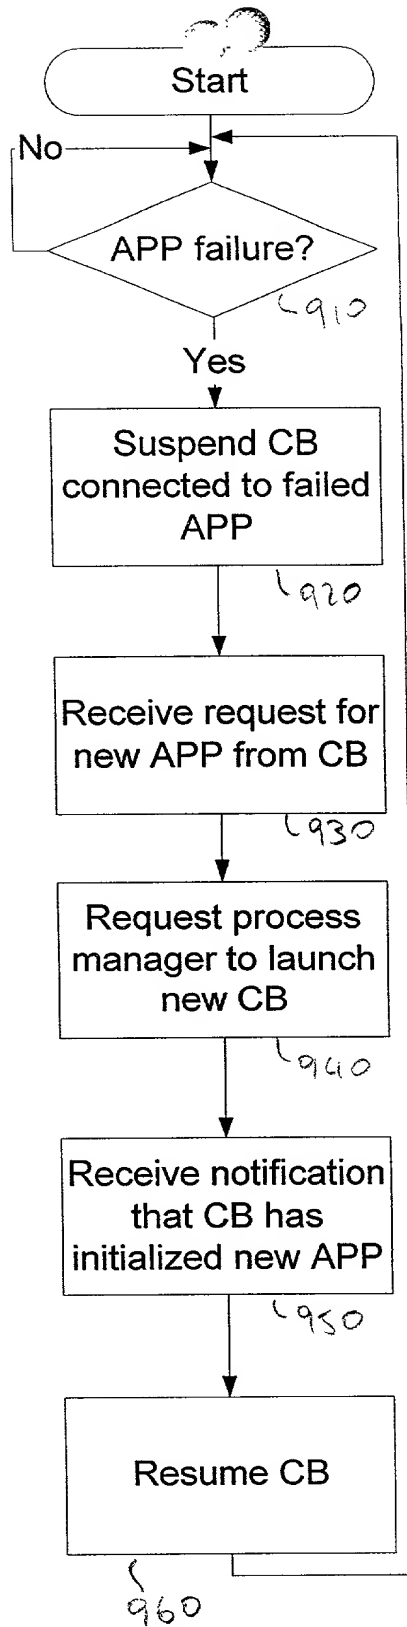 Start
No
APP failure?
910
Yes
Suspend CB
connected to failed
APP
920
Receive request for
new APP from CB
930
Request process
manager to launch
new CB
940
Receive notification
that CB has
initialized new APP
950
Resume CB
960